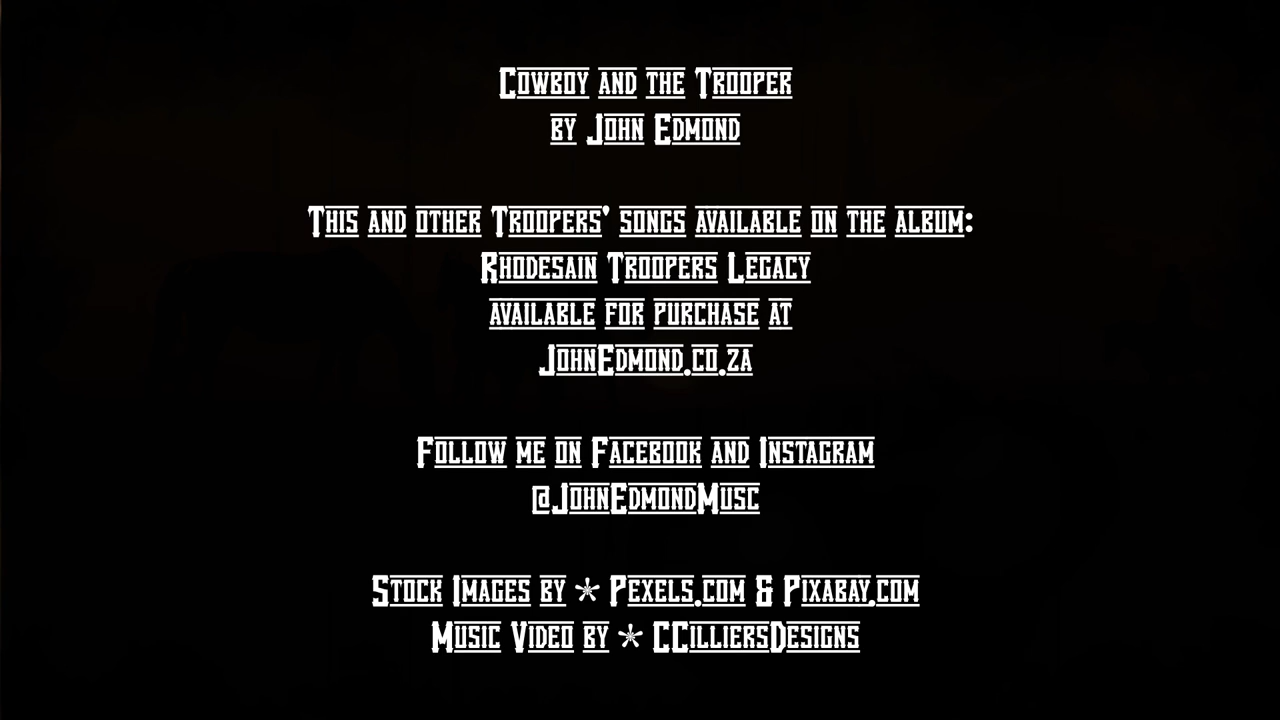 Cowboy and the Trooper
by John Edmond
This and other Troopers' songs available on the album:
Rhodesain Troopers Legacy
available for purchase at
JohnEdmond.co.za
Follow me on Facebook and Instagram
@JohnEdmondMusc
Stock Images by * Pexels.com & Pixabay.com
Music Video by * CCilliersDesigns